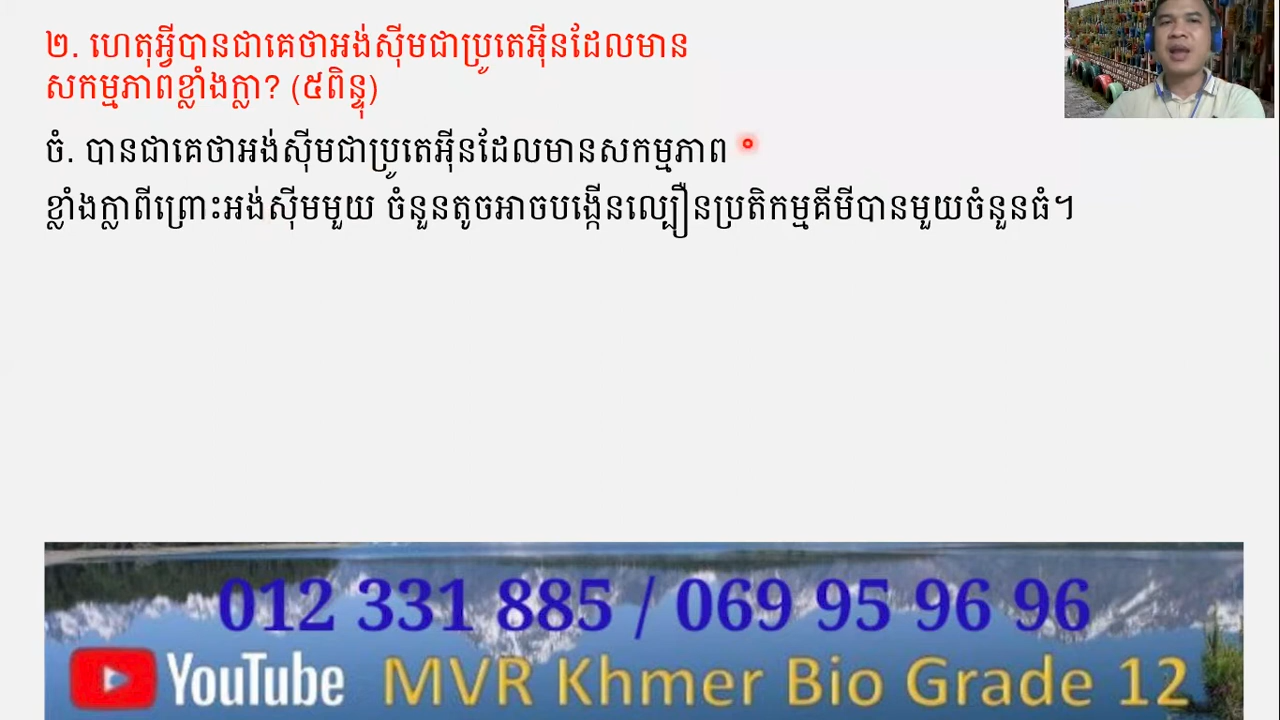 ២. ហេតុអ្វីបានជាគេថាអង់ស៊ីមជាប្រូតេអ៊ីនដែលមាន
សកម្មភាពខ្លាំងក្លា? (៥ពិន្ទុ)
ចំ. បានជាគេថាអង់ស៊ីមជាប្រូតេអ៊ីនដែលមានសកម្មភាព
ខ្លាំងក្លាពីព្រោះអង់ស៊ីមមួយ ចំនួនតូចអាចបង្កើនល្បឿនប្រតិកម្មគីមីបានមួយចំនួនធំ។
012 331 885 / 069 95 96 96
YouTube MVR Khmer Bio Grade 12